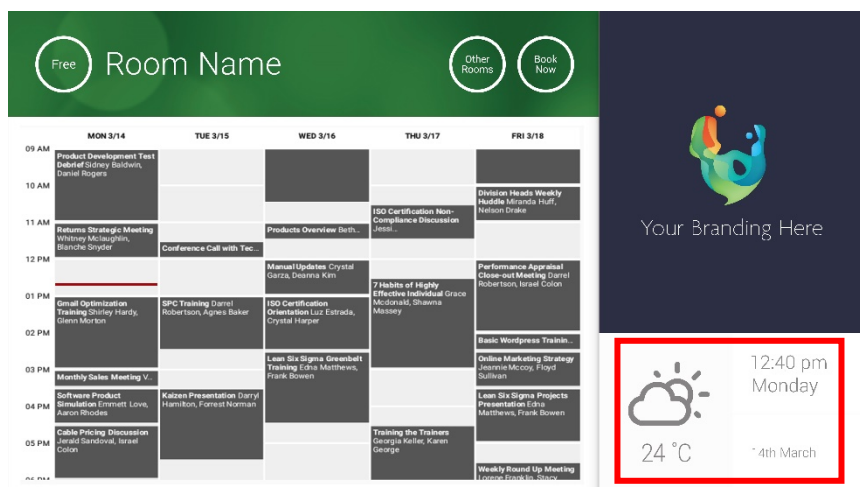 Free
Room Name
Other
Rooms
Book
Now
MON 3/14
TUE 3/15
WED 3/16
THU 3/17
FRI 3/18
09 AM
10 AM
11 AM
12 PM
01 PM
02 PM
03 PM
04 PM
05 PM
06 PM
Product Development Test
Debrief Sidney Baldwin,
Daniel Rogers
Returns Strategic Meeting
Whitney Mclaughlin,
Blanche Snyder
Gmail Optimization
Training Shirley Hardy,
Glenn Morton
Monthly Sales Meeting V..
Software Product
Simulation Emmett Love,
Aaron Rhodes
Cable Pricing Discussion
Jerald Sandoval, Israel
Colon
Conference Call with Tec...
SPC Training Darrel
Robertson, Agnes Baker
Kaizen Presentation Darryl
Hamilton, Forrest Norman
Products Overview Beth..
Manual Updates Crystal
Garza, Deanna Kim
ISO Certification
Orientation Luz Estrada,
Crystal Harper
Lean Six Sigma Greenbelt
Training Edna Matthews,
Frank Bowen
ISO Certification Non-
Compliance Discussion
Jessi...
7 Habits of Highly
Effective Individual Grace
Mcdonald, Shawna
Massey
Training the Trainers
Georgia Keller, Karen
George
Division Heads Weekly
Huddle Miranda Huff,
Nelson Drake
Performance Appraisal
Close-out Meeting Darrel
Robertson, Israel Colon
Basic Wordpress Trainin..
Online Marketing Strategy
Jeannie Mccoy, Floyd
Sullivan
Lean Six Sigma Projects
Presentation Edna
Matthews, Frank Bowen
Weekly Round Up Meeting
Lorene Franklin, Stacy
Your Branding Here
12:40 pm
Monday
24 °C
14th March